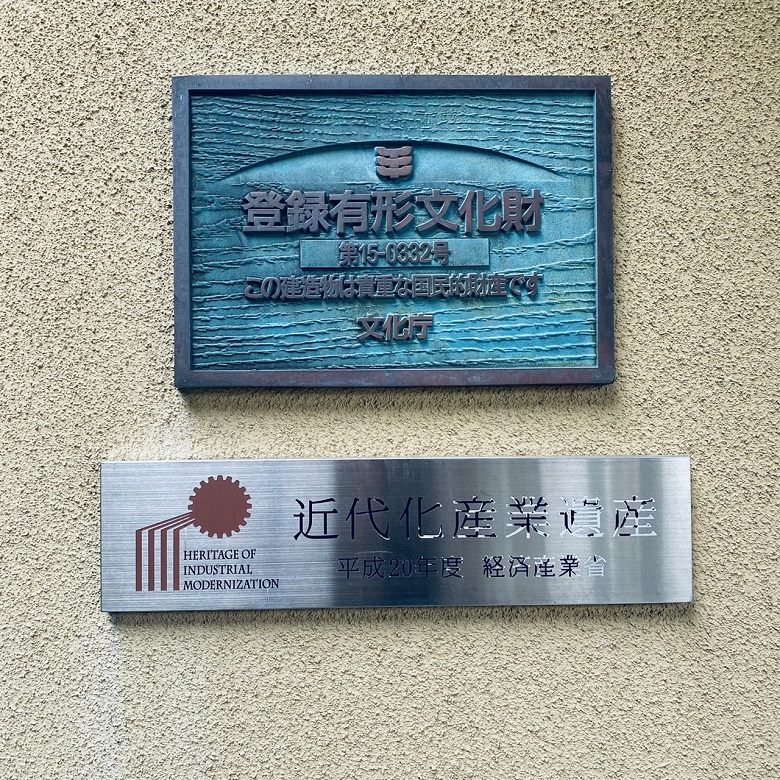 登録有形文化財
第15-0332号
この建造物は貴重な国民的財産です
文化庁
近代化産業遺産
HERITAGE OF
INDUSTRIAL
MODERNIZATION
平成20年度 経済産業省